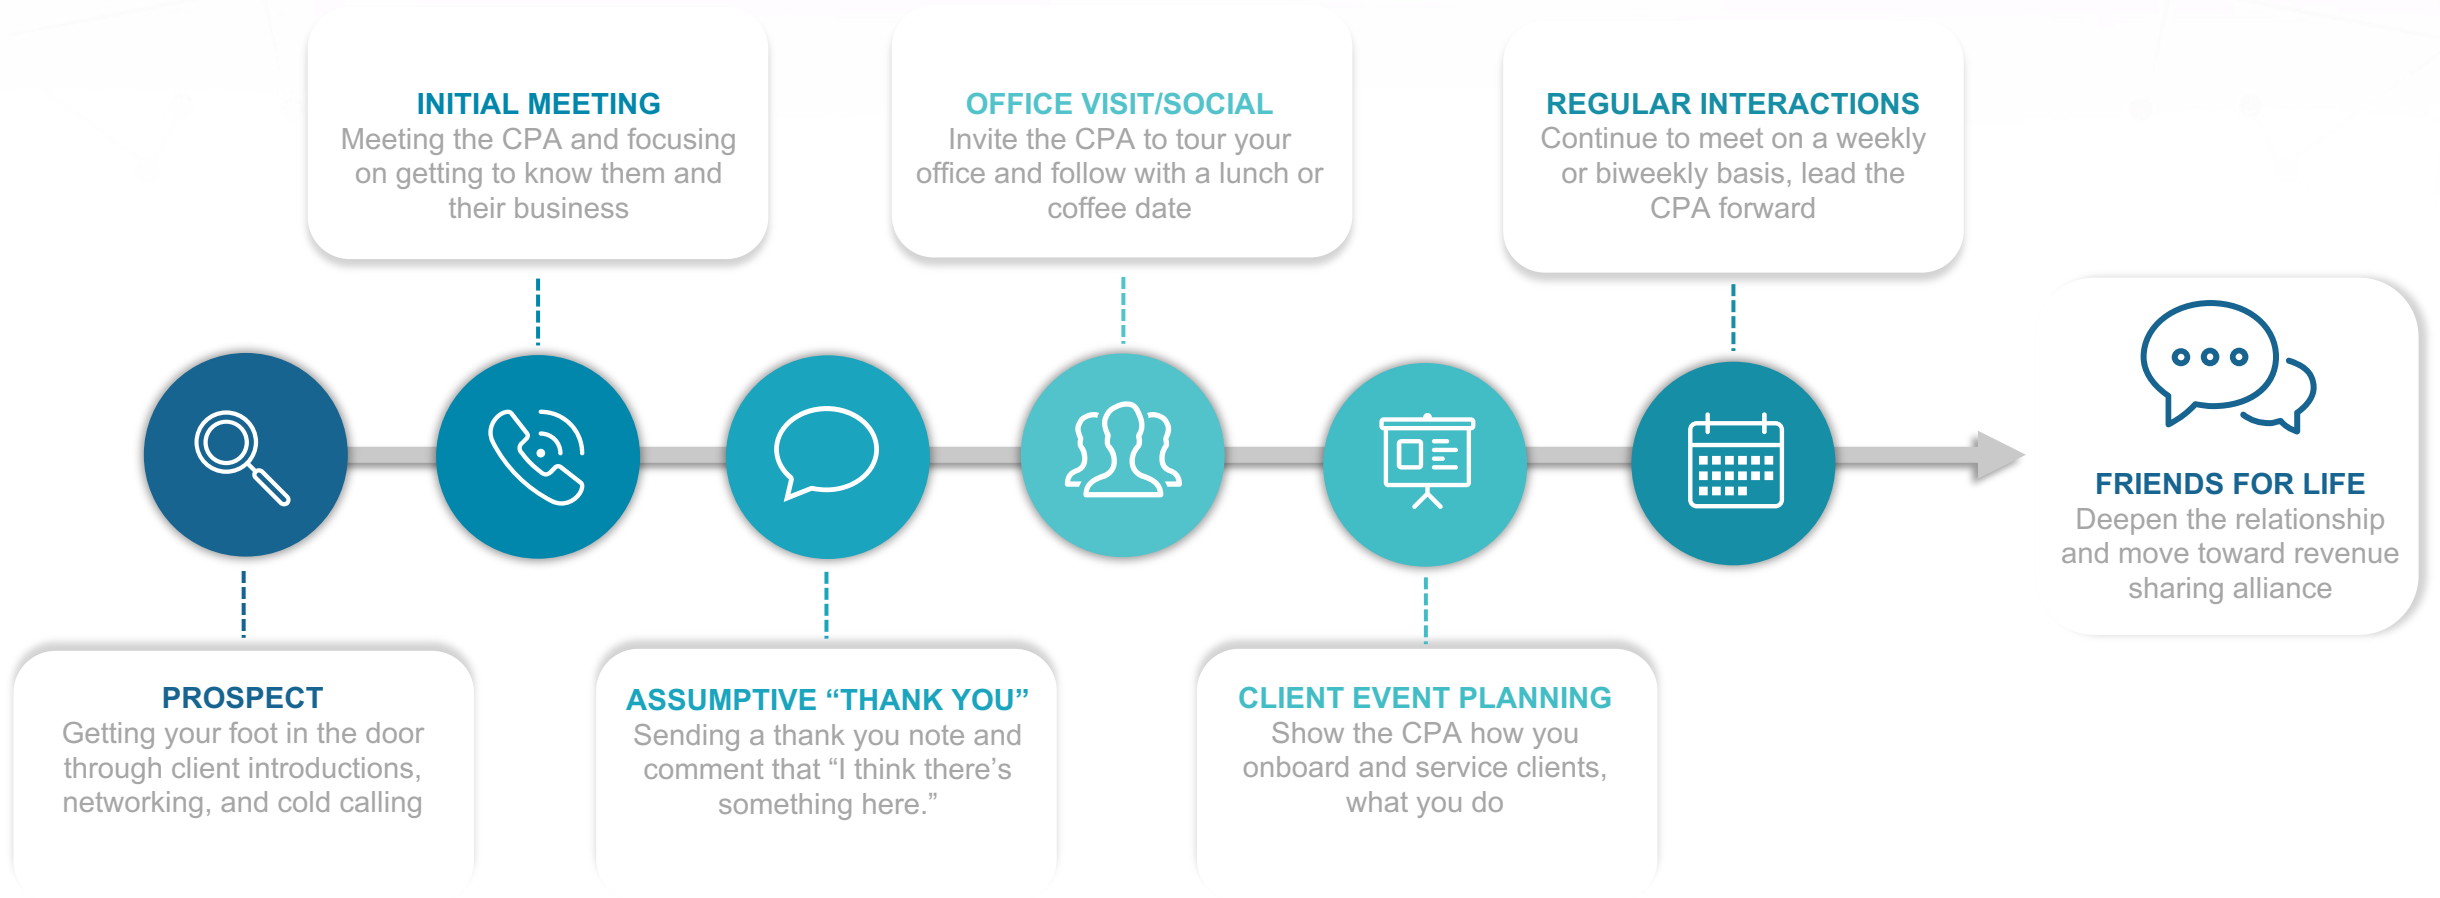 INITIAL MEETING
Meeting the CPA and focusing
on getting to know them and
their business
OFFICE VISIT/SOCIAL
Invite the CPA to tour your
office and follow with a lunch or
coffee date
REGULAR INTERACTIONS
Continue to meet on a weekly
or biweekly basis, lead the
CPA forward
FRIENDS FOR LIFE
Deepen the relationship
and move toward revenue
sharing alliance
PROSPECT
Getting your foot in the door
through client introductions,
networking, and cold calling
ASSUMPTIVE “THANK YOU”
Sending a thank you note and
comment that “I think there’s
something here.”
CLIENT EVENT PLANNING
Show the CPA how you
onboard and service clients,
what you do